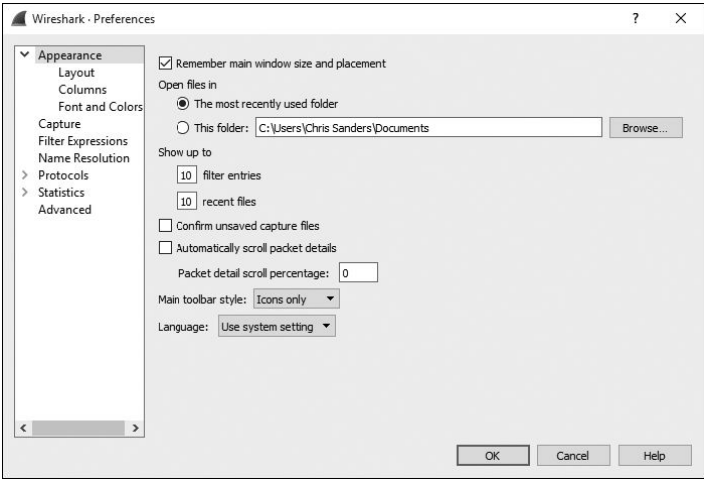 Wireshark · Preferences
? X
Appearance
Layout
Columns
Font and Colors
Capture
Filter Expressions
Name Resolution
Protocols
Statistics
Advanced
Remember main window size and placement
Open files in
The most recently used folder
This folder: C:\Users\Chris Sanders\Documents Browse...
Show up to
10 filter entries
10 recent files
Confirm unsaved capture files
Automatically scroll packet details
Packet detail scroll percentage: 0
Main toolbar style: Icons only
Language: Use system setting
OK Cancel Help